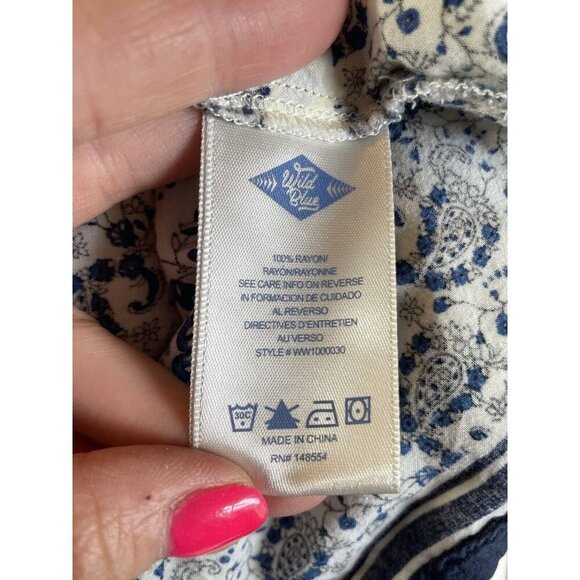 Wild
Blue
100% RAYON/
RAYON/RAYONNE
SEE CARE INFO ON REVERSE
IN FORMACION DE CUIDADO
AL REVERSO
DIRECTIVES D'ENTRETIEN
AU VERSO
STYLE # WW1000030
30C
MADE IN CHINA
RN# 148554